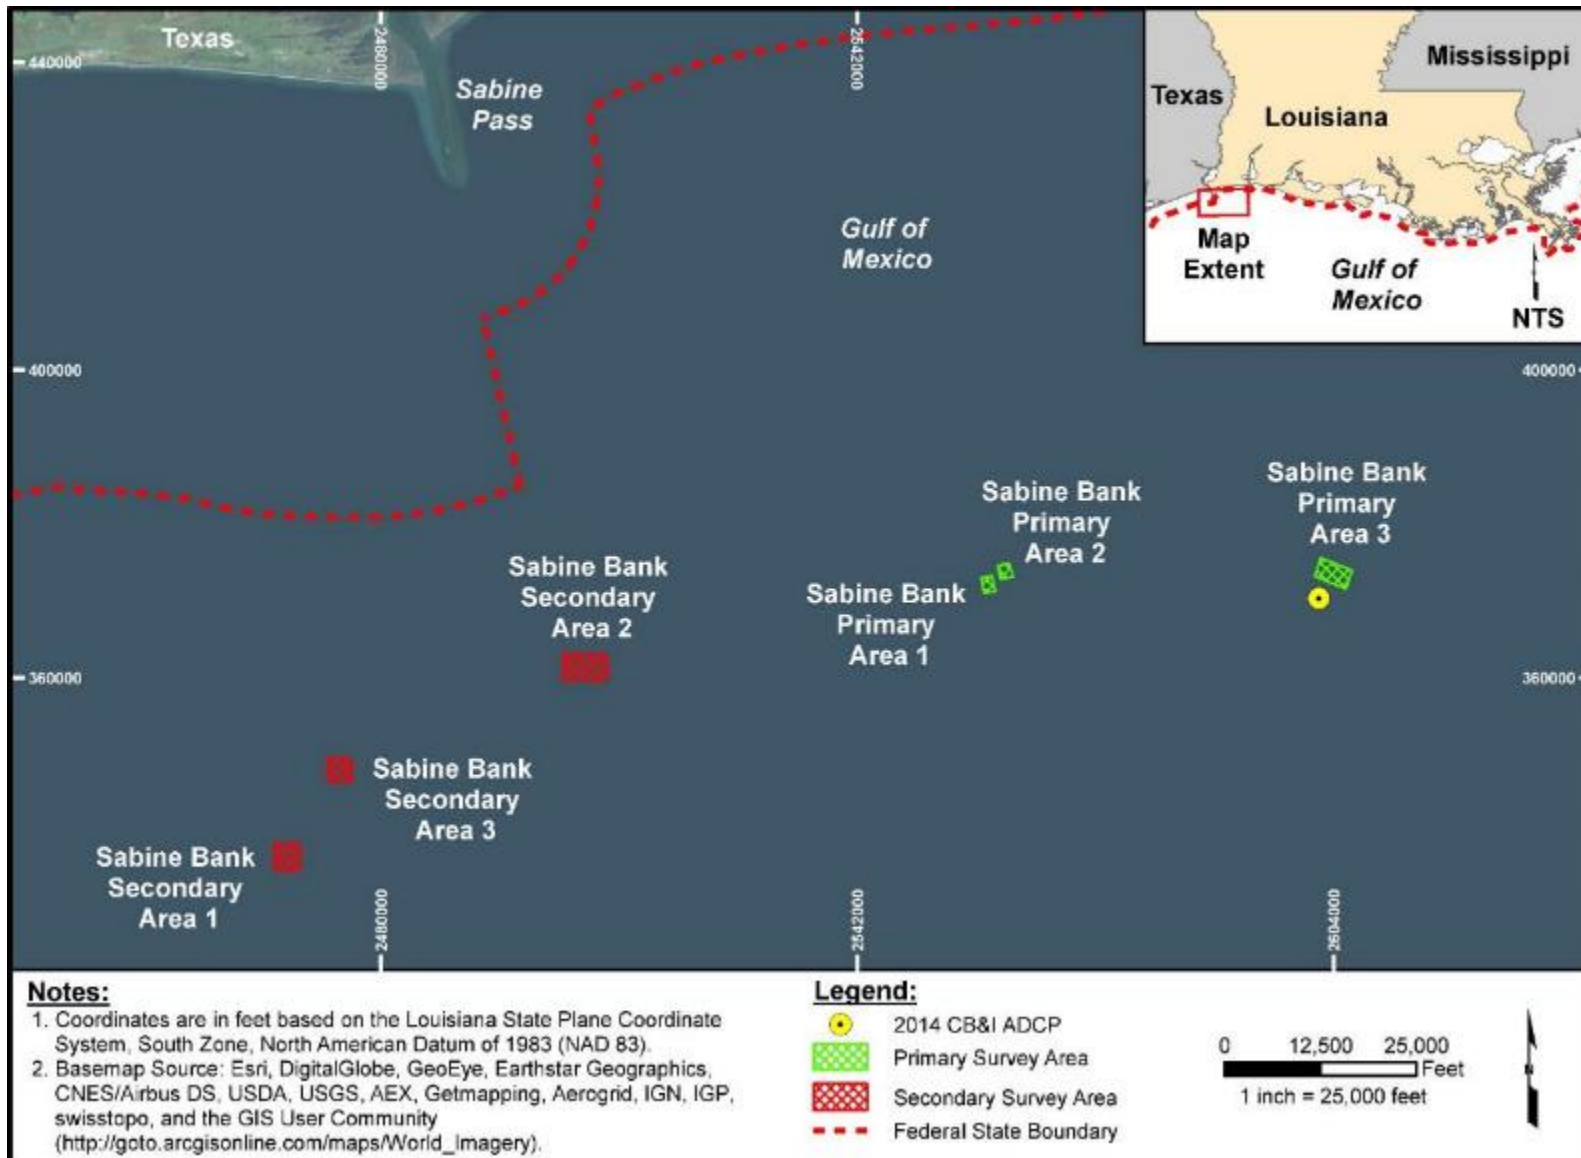 Texas
2480000
2542000
440000
Sabine
Pass
Gulf of
Mexico
Texas
Louisiana
Mississippi
Map
Extent
Gulf of
Mexico
NTS
400000
400000
Sabine Bank
Primary
Area 3
Sabine Bank
Primary
Area 2
Sabine Bank
Secondary
Area 2
Sabine Bank
Primary
Area 1
360000
360000
Sabine Bank
Secondary
Area 3
Sabine Bank
Secondary
Area 1
2480000
2542000
2604000
Notes:
1. Coordinates are in feet based on the Louisiana State Plane Coordinate
System, South Zone, North American Datum of 1983 (NAD 83).
2. Basemap Source: Esri, DigitalGlobe, GeoEye, Earthstar Geographics,
CNES/Airbus DS, USDA, USGS, AEX, Getmapping, Aerogrid, IGN, IGP,
swisstopo, and the GIS User Community
(http://goto.arcgisonline.com/maps/World_Imagery).
Legend:
2014 CB&I ADCP
Primary Survey Area
Secondary Survey Area
Federal State Boundary
0 12,500 25,000
Feet
1 inch = 25,000 feet